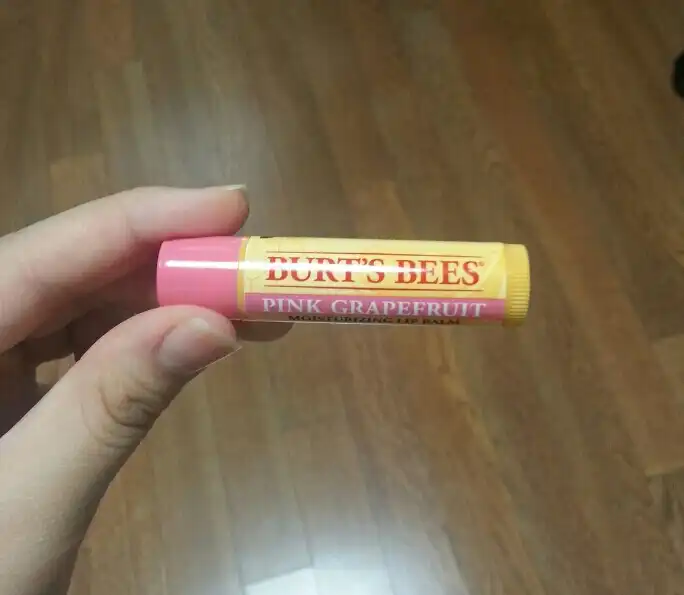 BURT'S BEES®
PINK GRAPEFRUIT
MOISTURIZING LIP BALM